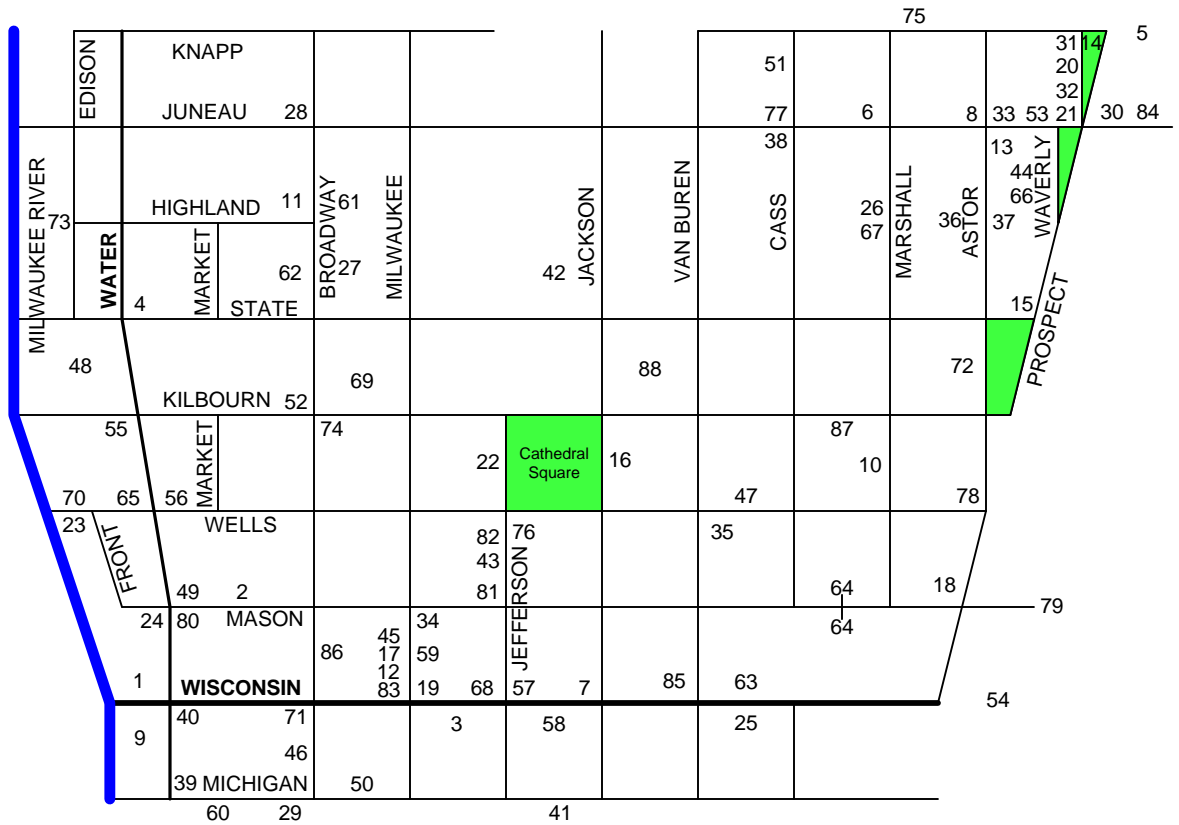 75
5
EDISON
KNAPP
31 14
51
20
32
JUNEAU 28
77 6 8 33 53 21 30 84
38 13
44
MILWAUKEE RIVER
73
HIGHLAND 11
BROADWAY
61
MILWAUKEE
JACKSON
VAN BUREN
CASS
26
67
MARSHALL
36
ASTOR
37
66
WAVERLY
WATER
MARKET
62
27
42
4
STATE
15
PROSPECT
48
69
88
72
KILBOURN 52
55
MARKET
74
22
Cathedral
Square
16
87
10
70 65 56
47
78
23
FRONT
WELLS
82
43
81
76
JEFFERSON
35
49 2
64
18
24 80 MASON
34
64
79
86
45
17
12
83
59
1
WISCONSIN
19 68 57 7 85 63
54
40 71
3 58 25
9
46
39 MICHIGAN 50
60 29 41